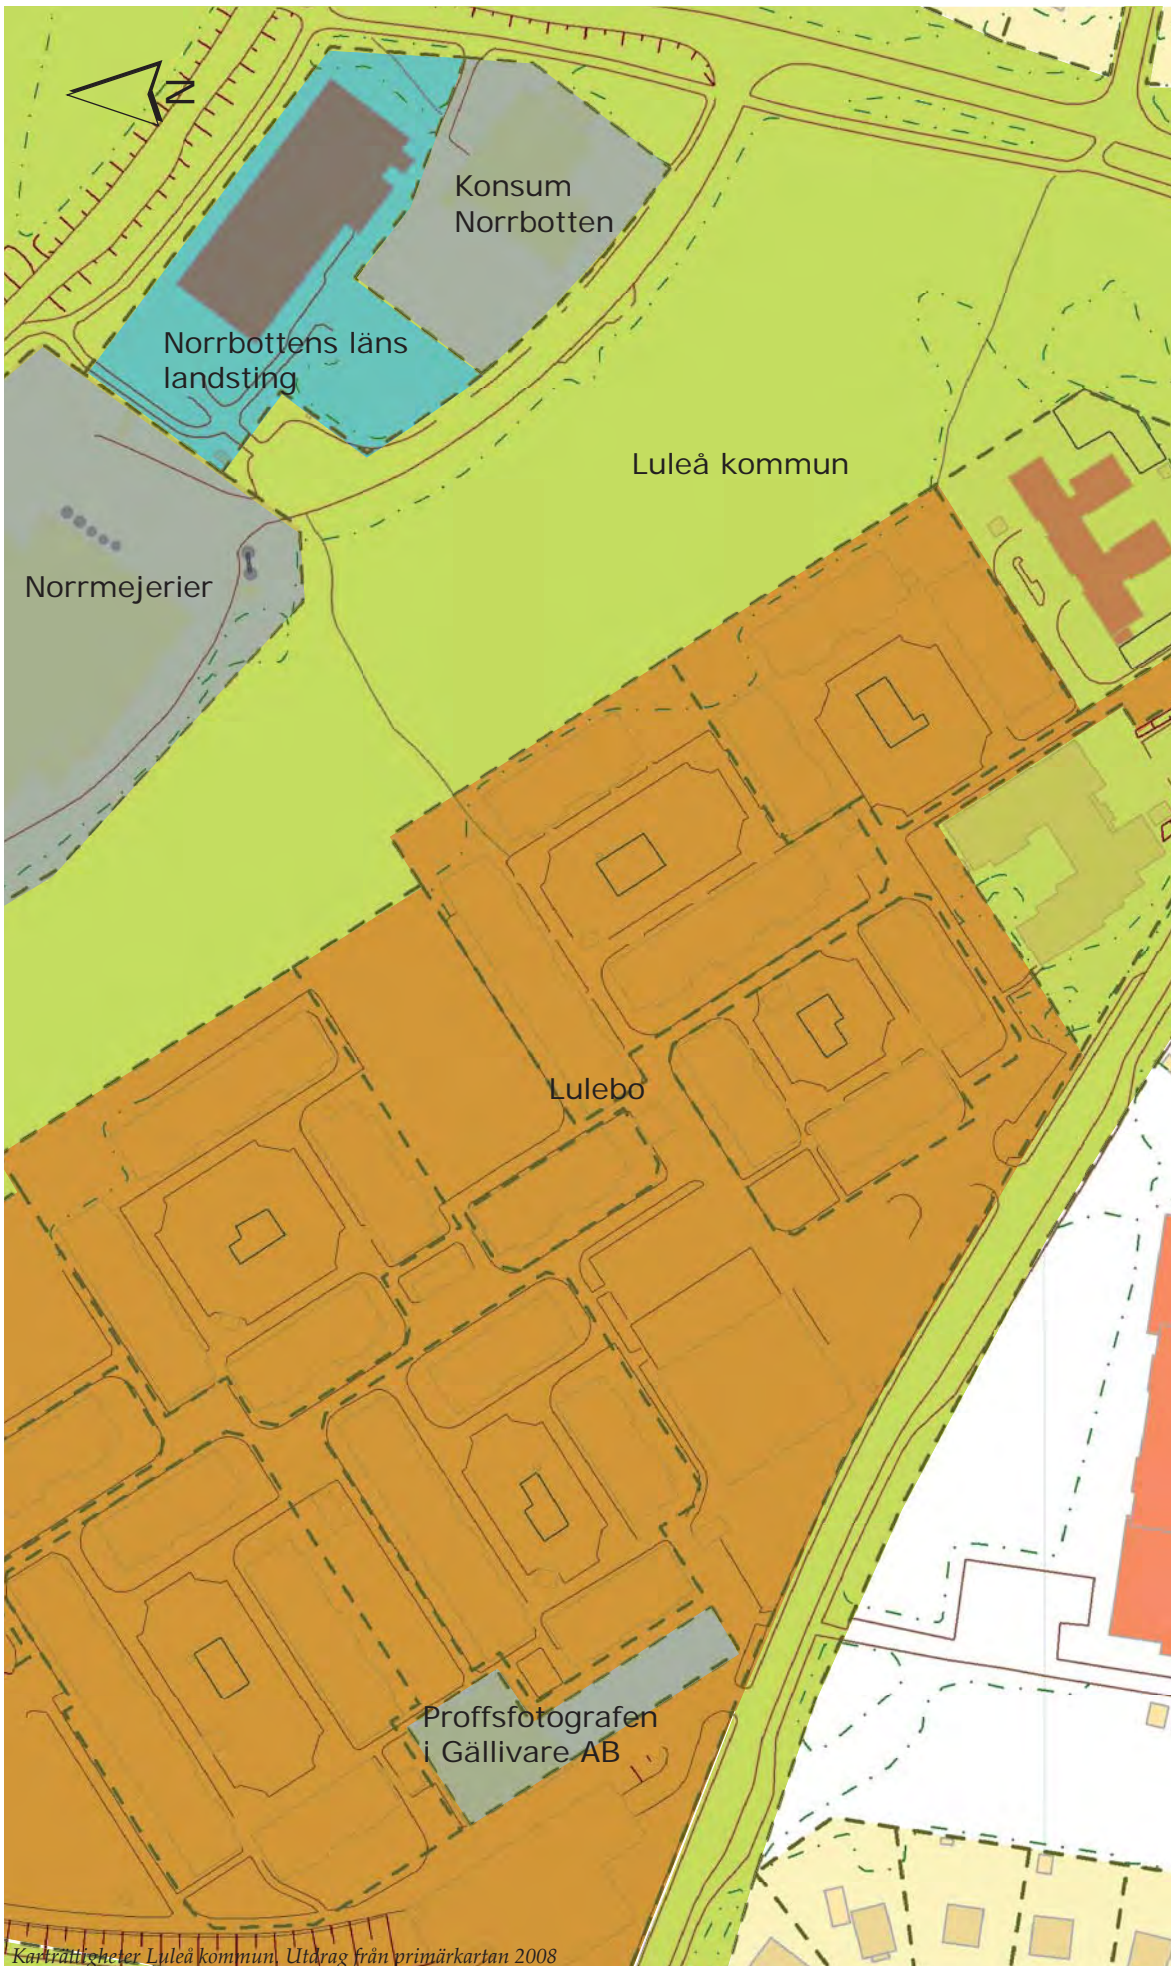 N
Konsum
Norrbotten
Norrbottens läns
landsting
Luleå kommun
Norrmejerier
Lulebo
Proffsfotografen
i Gällivare AB
Karträttigheter Luleå kommun, Utdrag från primärkartan 2008